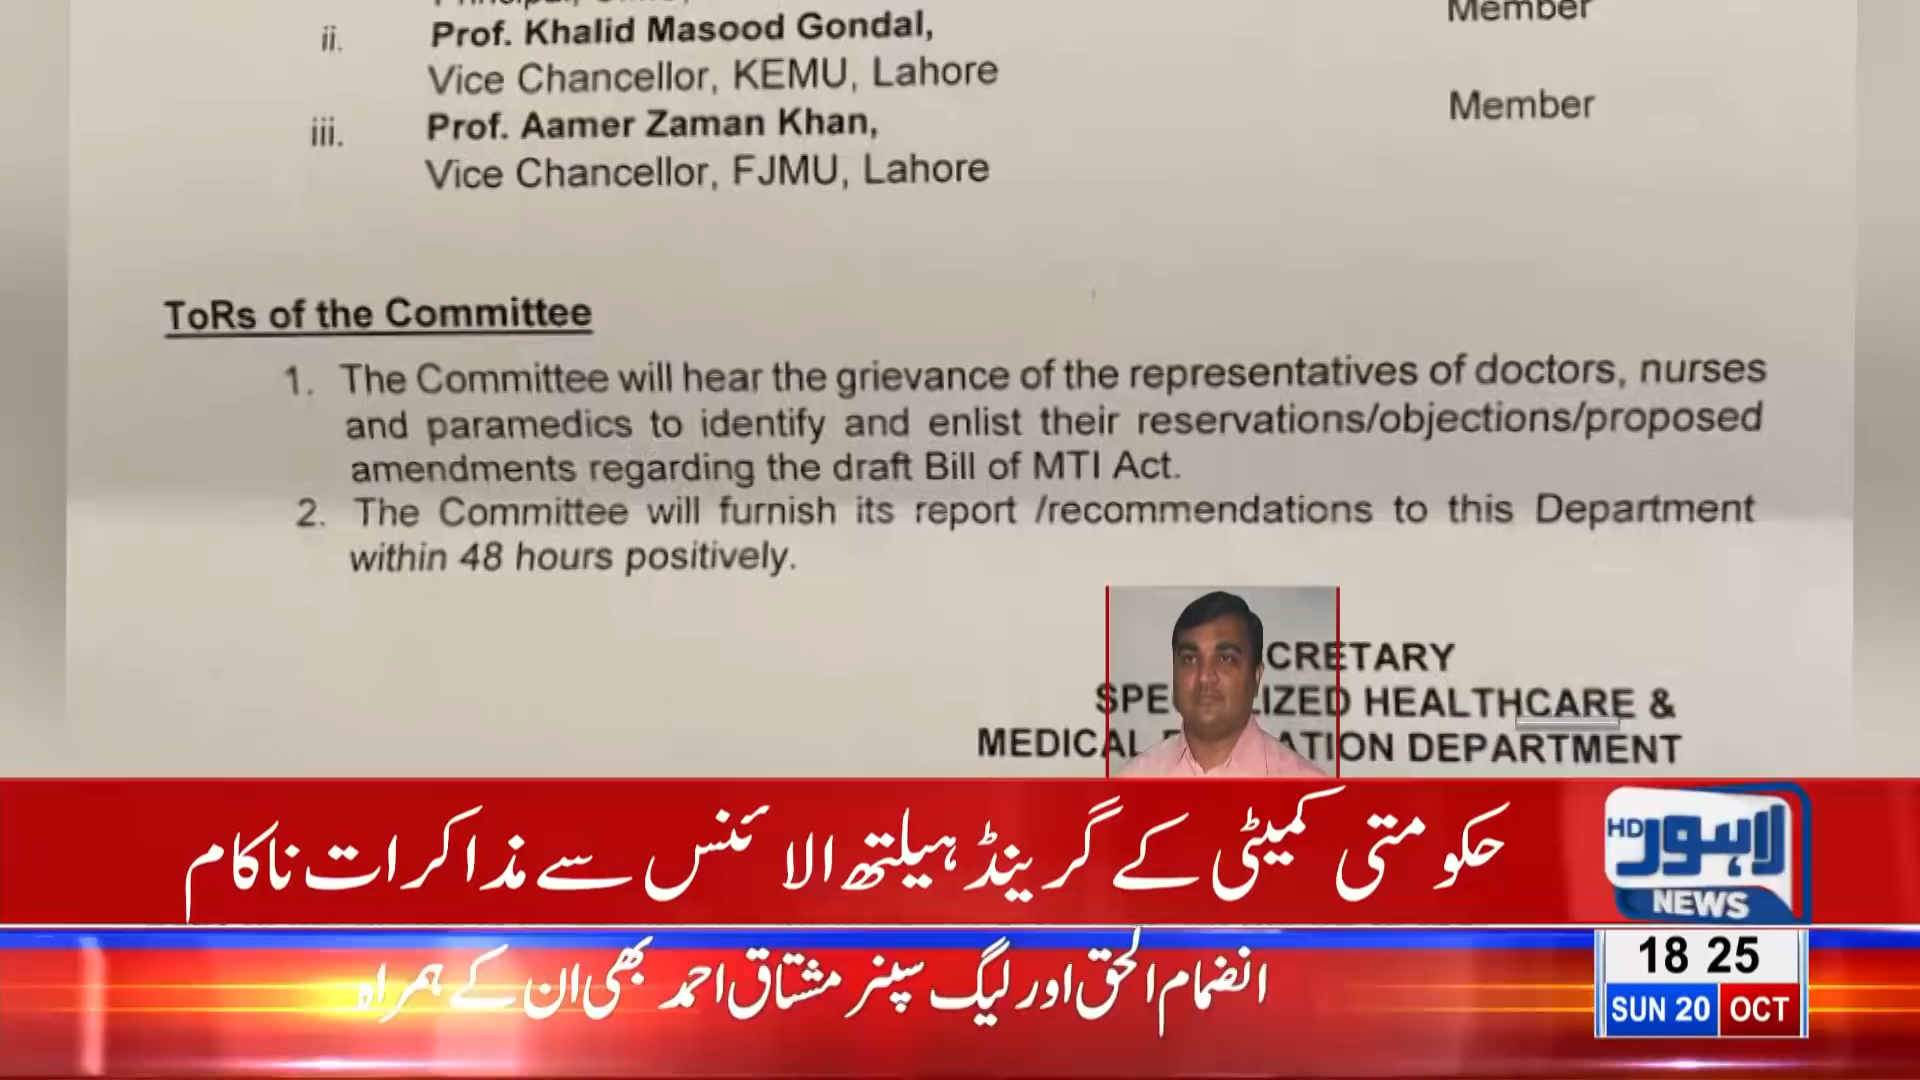 Member
ii. Prof. Khalid Masood Gondal,
Vice Chancellor, KEMU, Lahore
Member
iii. Prof. Aamer Zaman Khan,
Vice Chancellor, FJMU, Lahore
ToRs of the Committee
1. The Committee will hear the grievance of the representatives of doctors, nurses
and paramedics to identify and enlist their reservations/objections/proposed
amendments regarding the draft Bill of MTI Act.
2. The Committee will furnish its report /recommendations to this Department
within 48 hours positively.
CRETARY
SPE IZED HEALTHCARE &
MEDICAL ATION DEPARTMENT
حکومتی کمیٹی کے گرینڈ ہیلتھ الائنس سے مذاکرات ناکام
HD لاہور
NEWS
انضمام الحق اور لیگ سپنر مشتاق احمد بھی ان کے ہمراہ
18 25
SUN 20 OCT